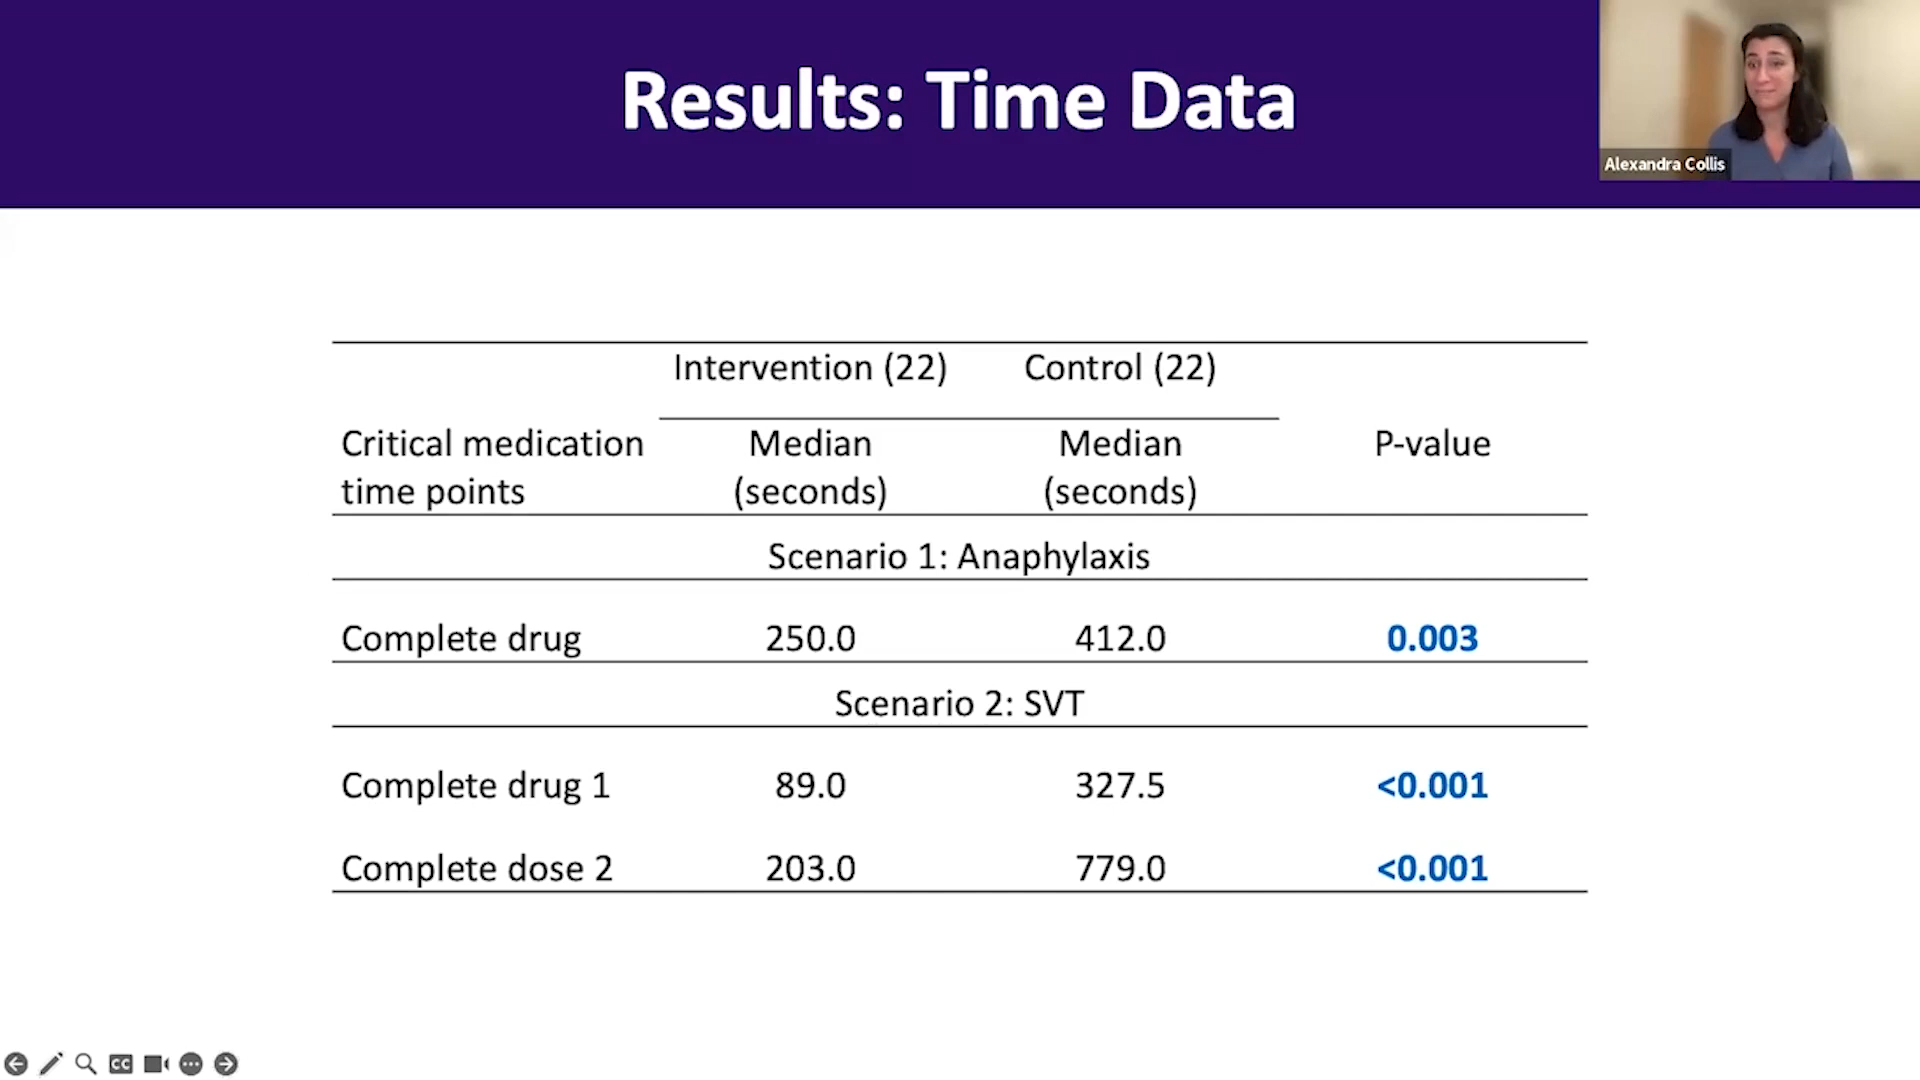 Results: Time Data
Alexandra Collis
Intervention (22) Control (22)
Critical medication time points Median (seconds) Median (seconds) P-value
Scenario 1: Anaphylaxis
Complete drug 250.0 412.0 0.003
Scenario 2: SVT
Complete drug 1 89.0 327.5 <0.001
Complete dose 2 203.0 779.0 <0.001
CC